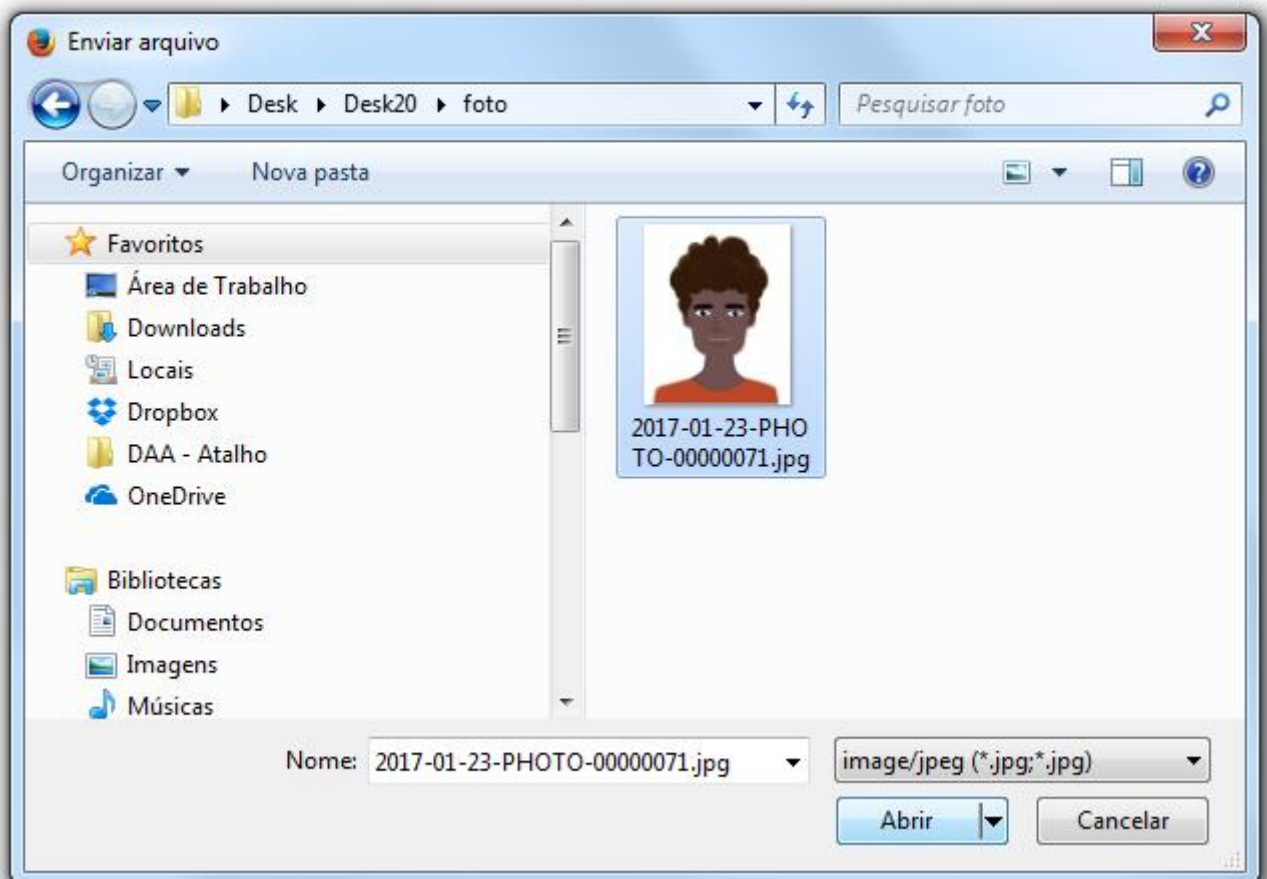 Enviar arquivo
Desk Desk20 foto
Pesquisar foto
Organizar
Nova pasta
Favoritos
Área de Trabalho
Downloads
Locais
Dropbox
DAA - Atalho
OneDrive
Bibliotecas
Documentos
Imagens
Músicas
2017-01-23-PHO
TO-00000071.jpg
Nome: 2017-01-23-PHOTO-00000071.jpg
image/jpeg (*.jpg;*.jpg)
Abrir
Cancelar